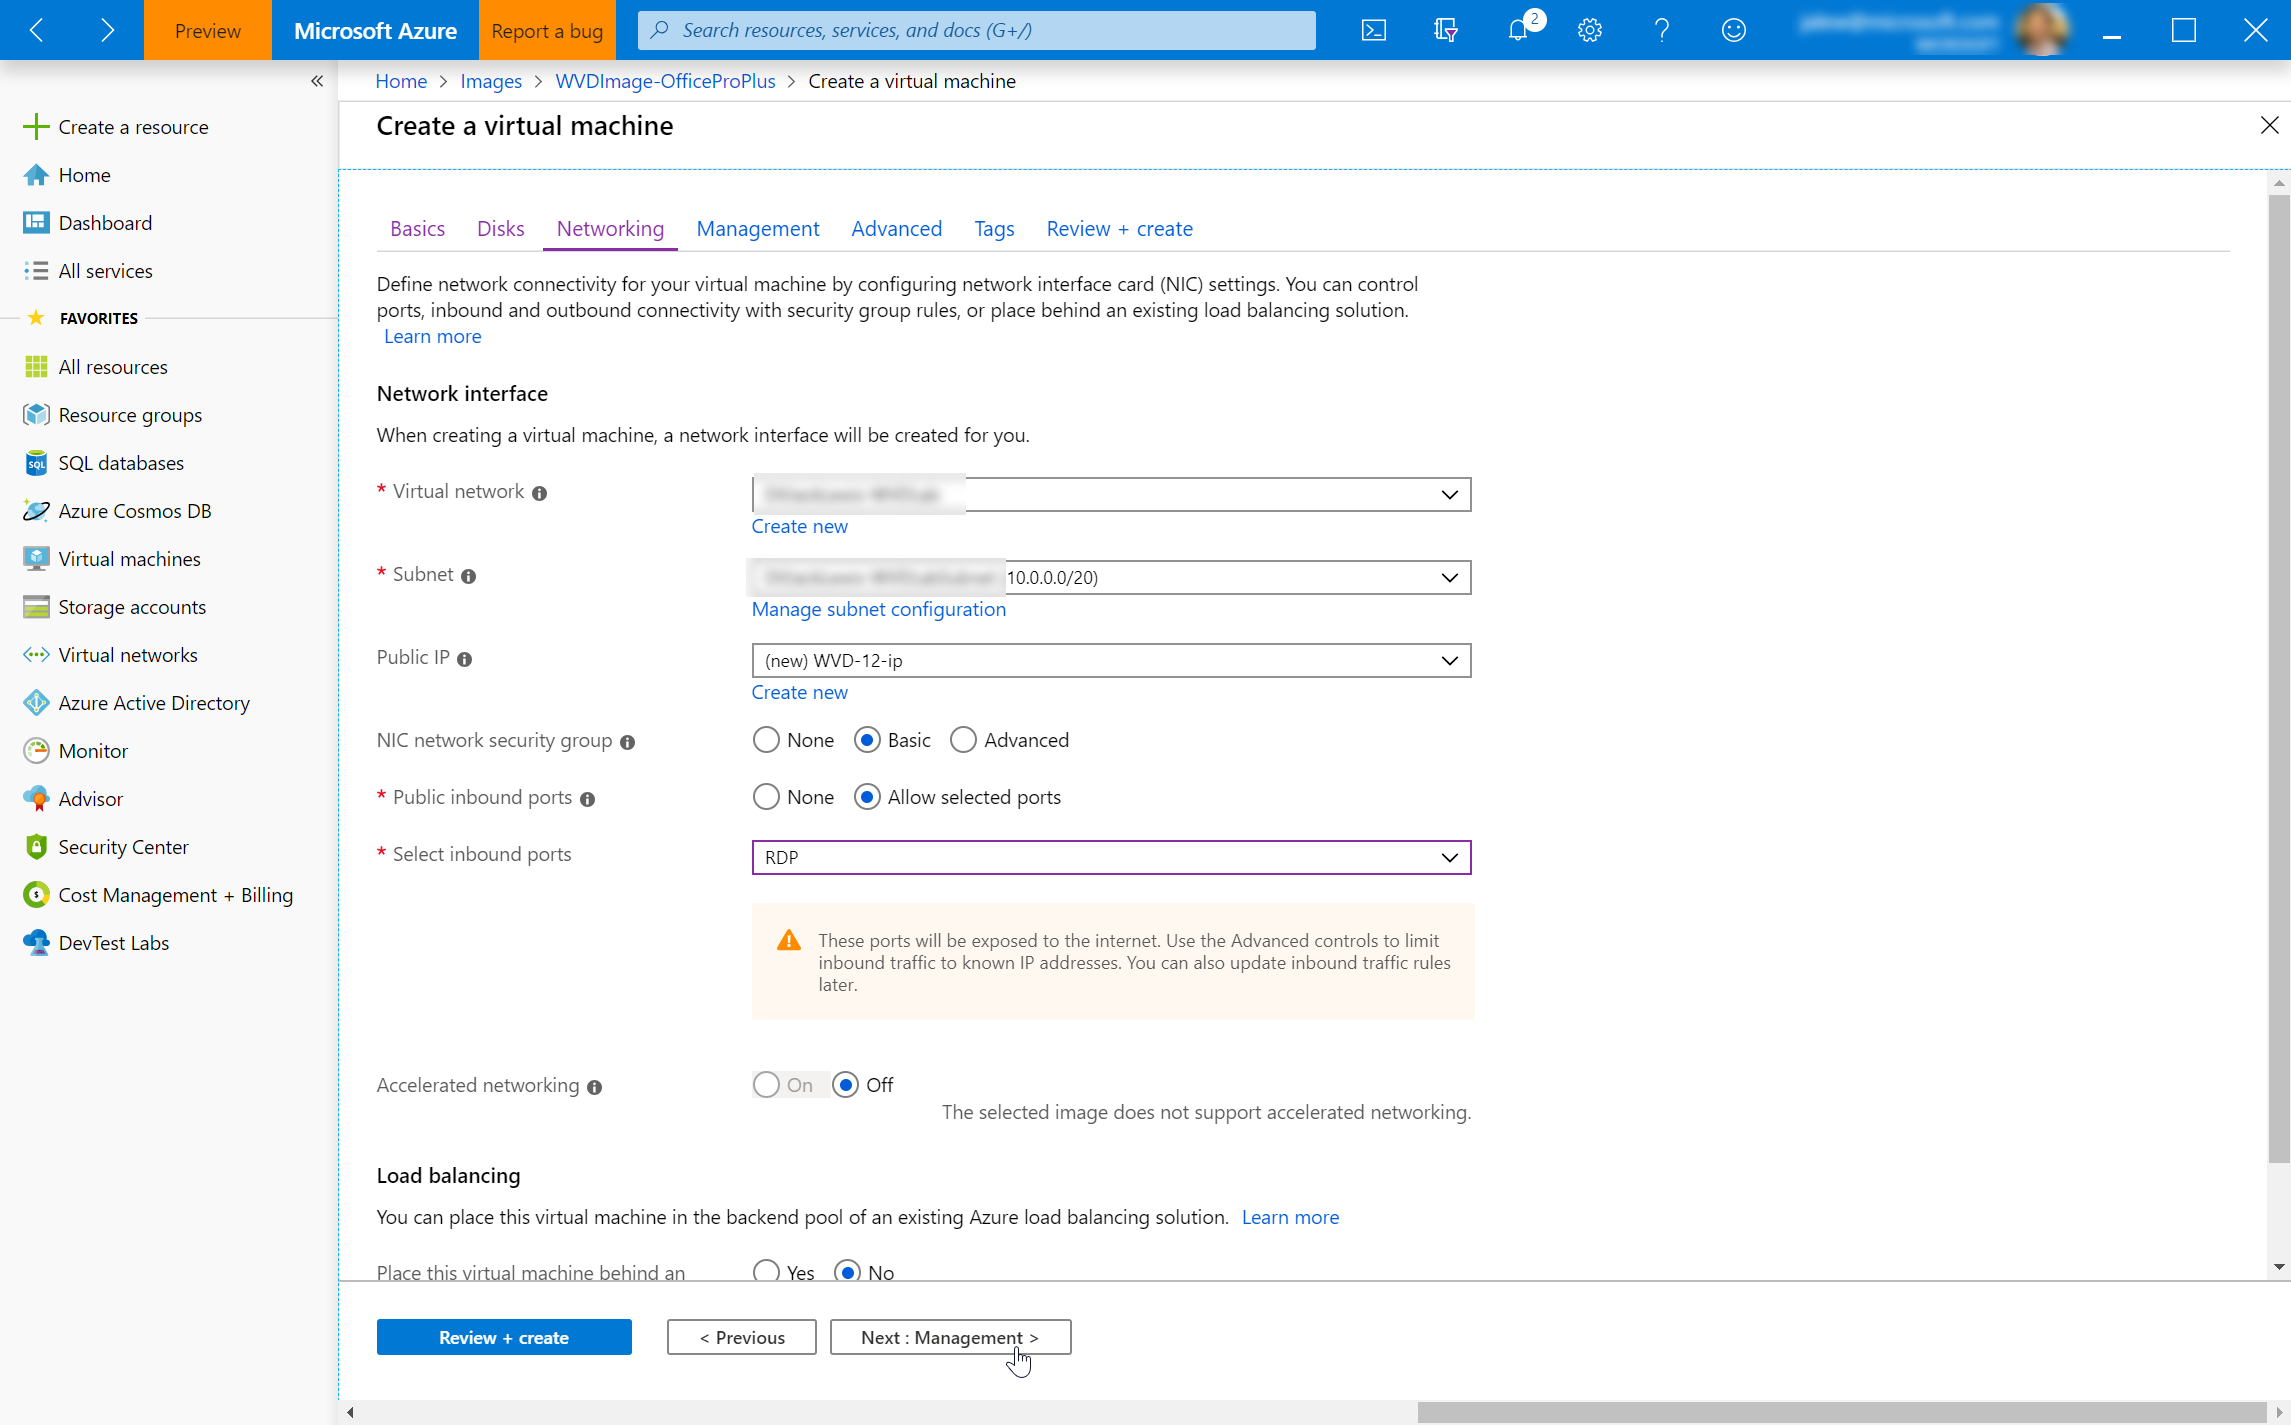 Preview
Microsoft Azure
Report a bug
Search resources, services, and docs (G+/)
2
Home > Images > WVDImage-OfficeProPlus > Create a virtual machine
Create a virtual machine
Create a resource
Home
Dashboard
All services
FAVORITES
All resources
Resource groups
SQL databases
Azure Cosmos DB
Virtual machines
Storage accounts
Virtual networks
Azure Active Directory
Monitor
Advisor
Security Center
Cost Management + Billing
DevTest Labs
Basics Disks Networking Management Advanced Tags Review + create
Define network connectivity for your virtual machine by configuring network interface card (NIC) settings. You can control
ports, inbound and outbound connectivity with security group rules, or place behind an existing load balancing solution.
Learn more
Network interface
When creating a virtual machine, a network interface will be created for you.
* Virtual network
Create new
* Subnet 10.0.0.0/20)
Manage subnet configuration
Public IP (new) WVD-12-ip
Create new
NIC network security group None Basic Advanced
* Public inbound ports None Allow selected ports
* Select inbound ports RDP
These ports will be exposed to the internet. Use the Advanced controls to limit
inbound traffic to known IP addresses. You can also update inbound traffic rules
later.
Accelerated networking On Off
The selected image does not support accelerated networking.
Load balancing
You can place this virtual machine in the backend pool of an existing Azure load balancing solution. Learn more
Place this virtual machine behind an Yes No
Review + create < Previous Next : Management >